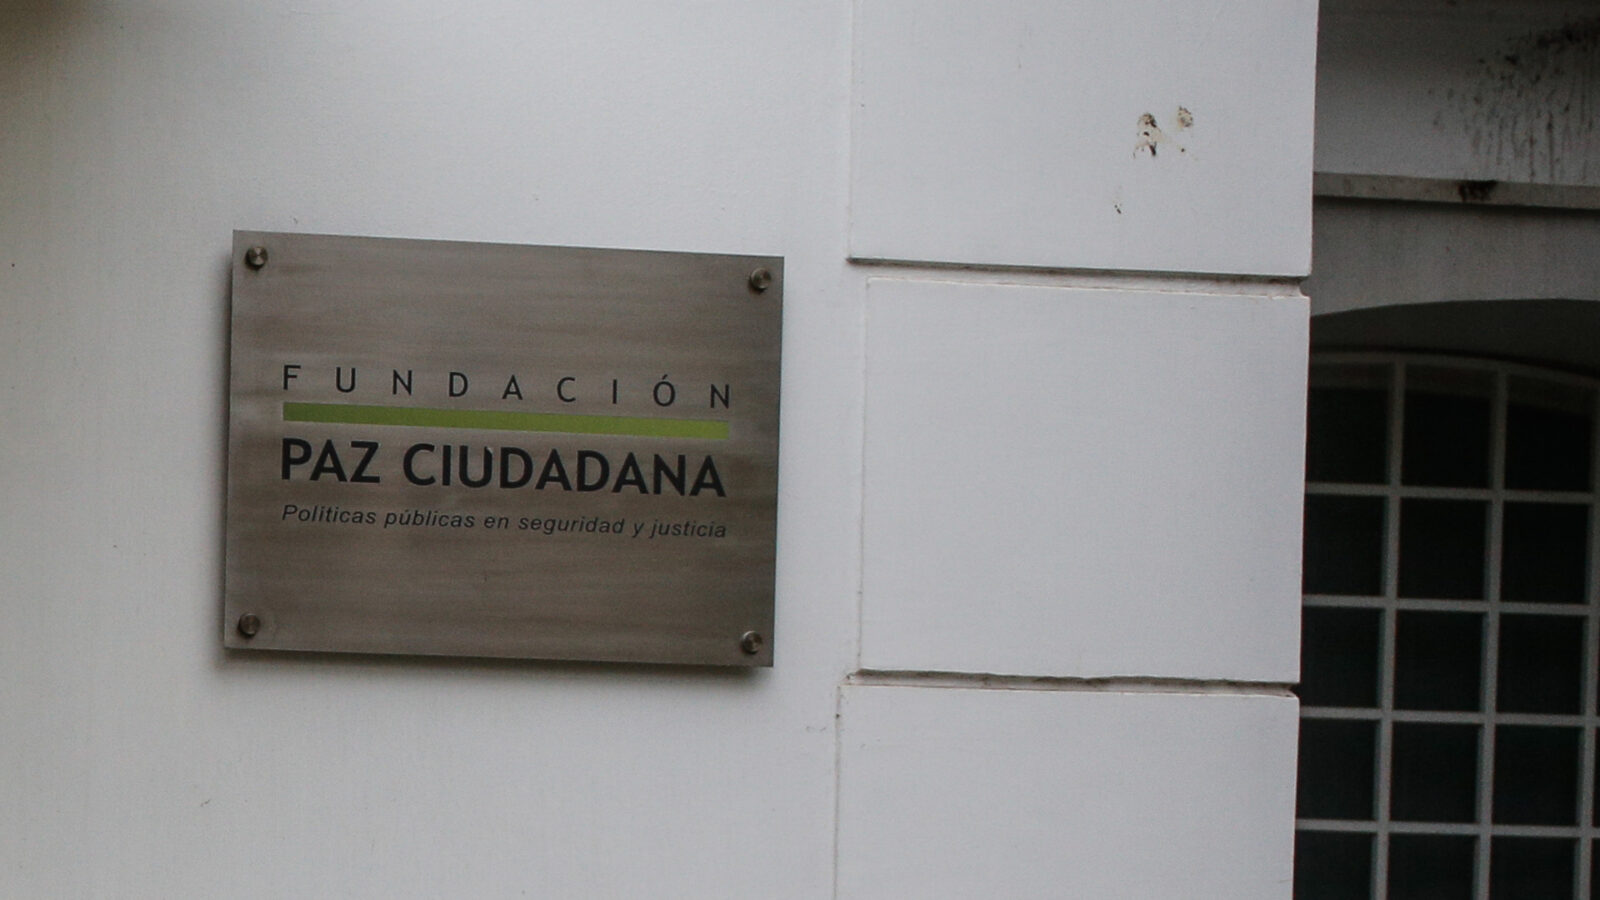 FUNDACIÓN
PAZ CIUDADANA
Políticas públicas en seguridad y justicia